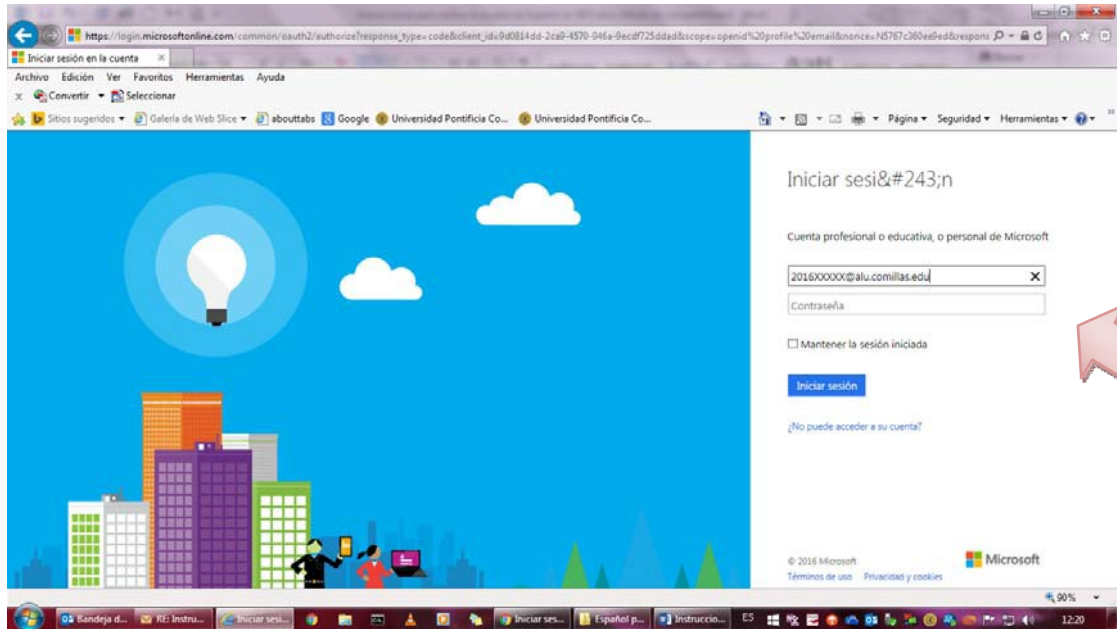 https://login.microsoftonline.com/common/oauth2/authorize?response_type=code&client_id=9d0814dd-2ca9-4570-946a-9ecdf725ddad&scope=openid%20profile%20email&nonce=N5767c360ee9ed&respons
Iniciar sesión en la cuenta
Archivo Edición Ver Favoritos Herramientas Ayuda
x Convertir Seleccionar
Sitios sugeridos Galería de Web Slice abouttabs Google Universidad Pontificia Co... Universidad Pontificia Co... Página Seguridad Herramientas
Iniciar sesi&#243;n
Cuenta profesional o educativa, o personal de Microsoft
2016XXXXX@alu.comillas.edu
Contraseña
Mantener la sesión iniciada
Iniciar sesión
¿No puede acceder a su cuenta?
© 2016 Microsoft
Microsoft
Términos de uso Privacidad y cookies
90%
Bandeja d... RE: Instru... Iniciar sesi... Iniciar ses... Español p... Instruccio... ES 12:20